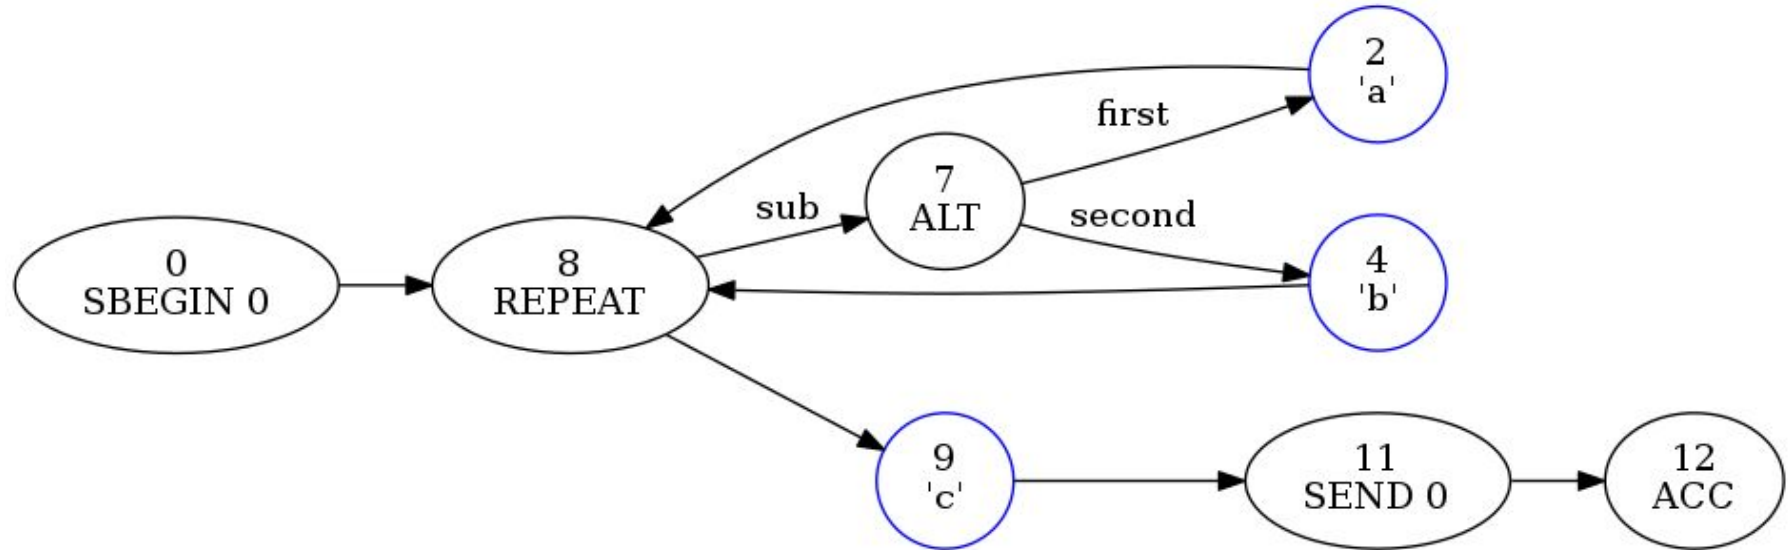 0
SBEGIN 0
8
REPEAT
sub
7
ALT
first
second
2
'a'
4
'b'
9
'c'
11
SEND 0
12
ACC